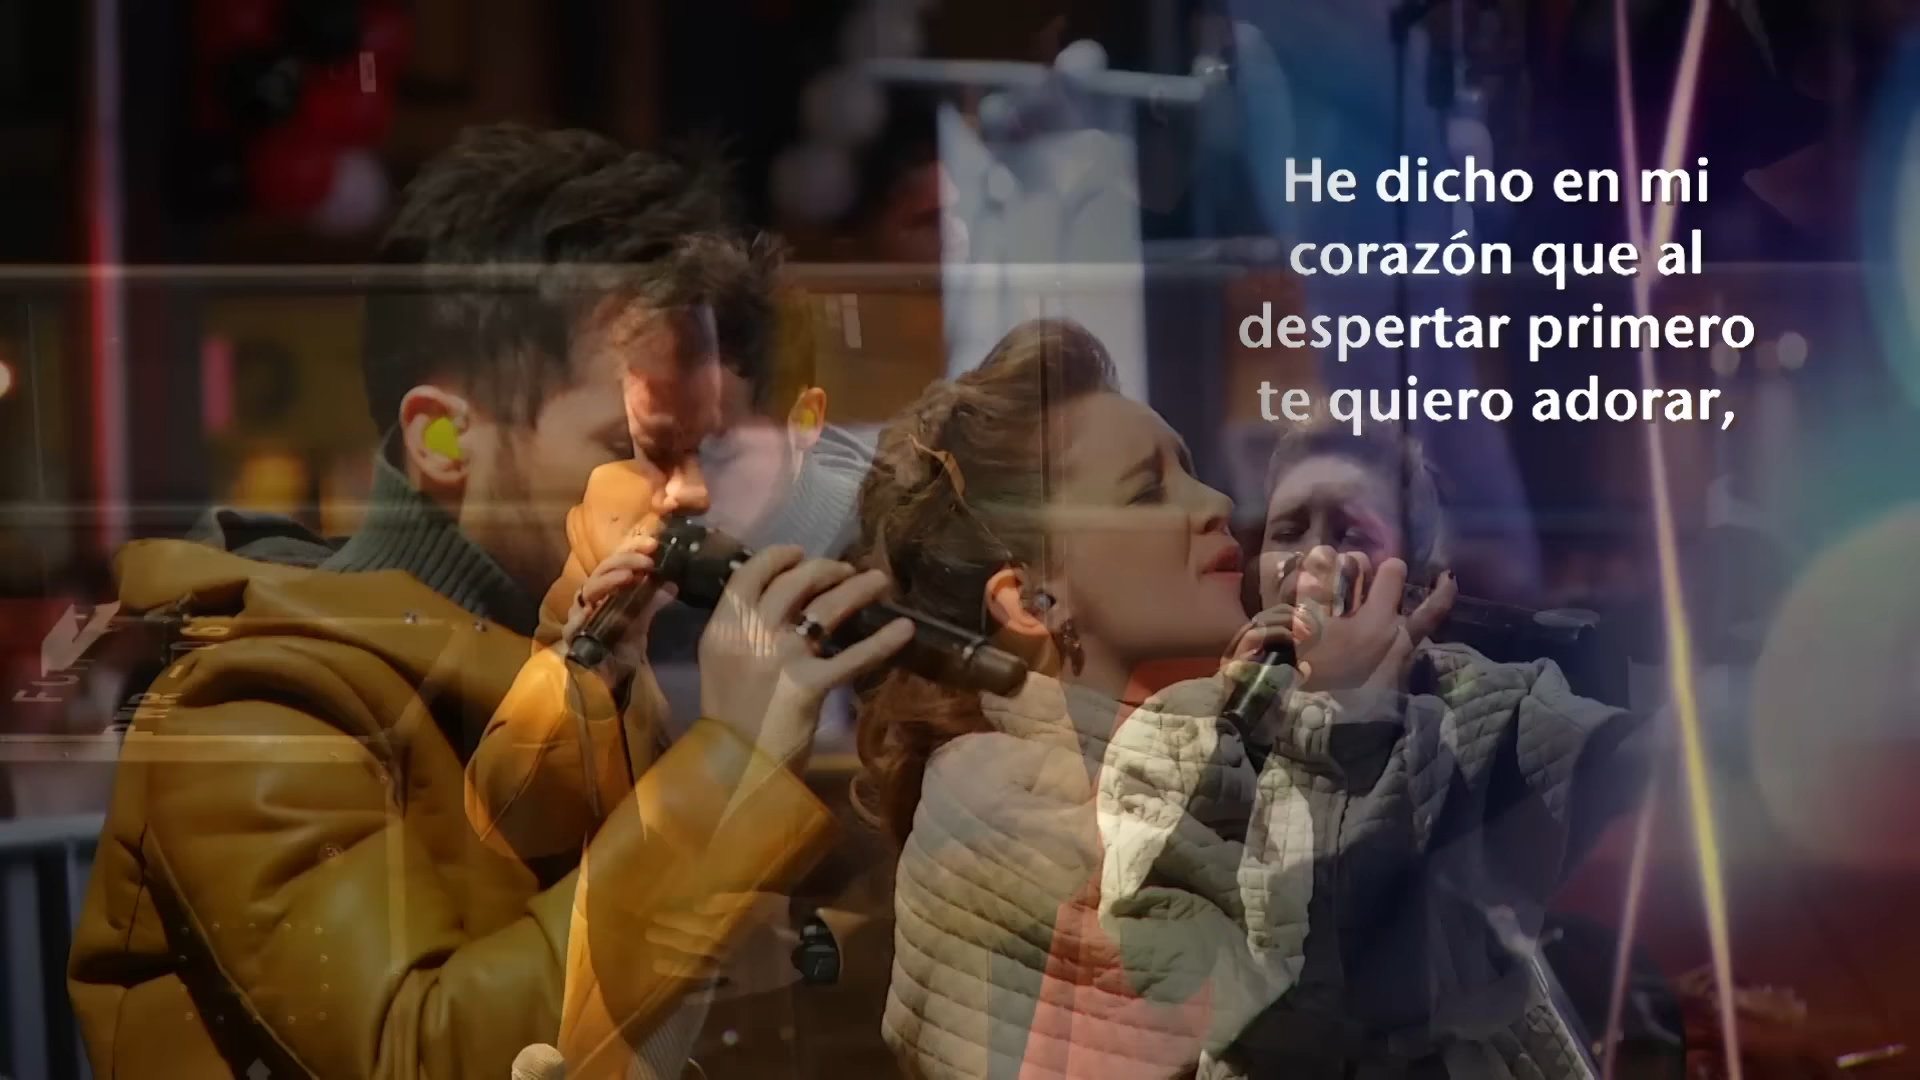 He dicho en mi
corazón que al
despertar primero
te quiero adorar,